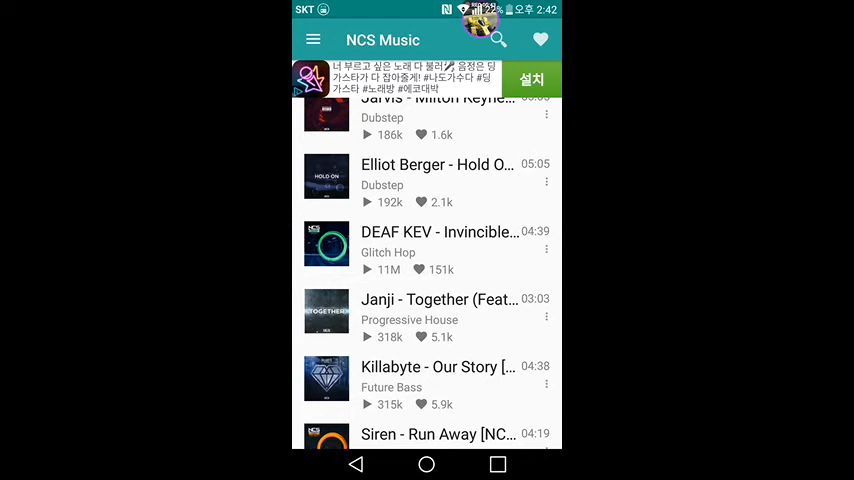 SKT 22% 오후 2:42
NCS Music
너 부르고 싶은 노래 다 불러🎤 음정은 딩
가스타가 다 잡아줄게! #나도가수다 #딩
가스타 #노래방 #에코대박
설치
Jarvis - Milton Keyne...
Dubstep
186k 1.6k
Elliot Berger - Hold O... 05:05
HOLD ON
Dubstep
192k 2.1k
DEAF KEV - Invincible... 04:39
Glitch Hop
11M 151k
Janji - Together (Feat... 03:03
TOGETHER
Progressive House
318k 5.1k
Killabyte - Our Story [... 04:38
Future Bass
315k 5.9k
Siren - Run Away [NC... 04:19
NCS